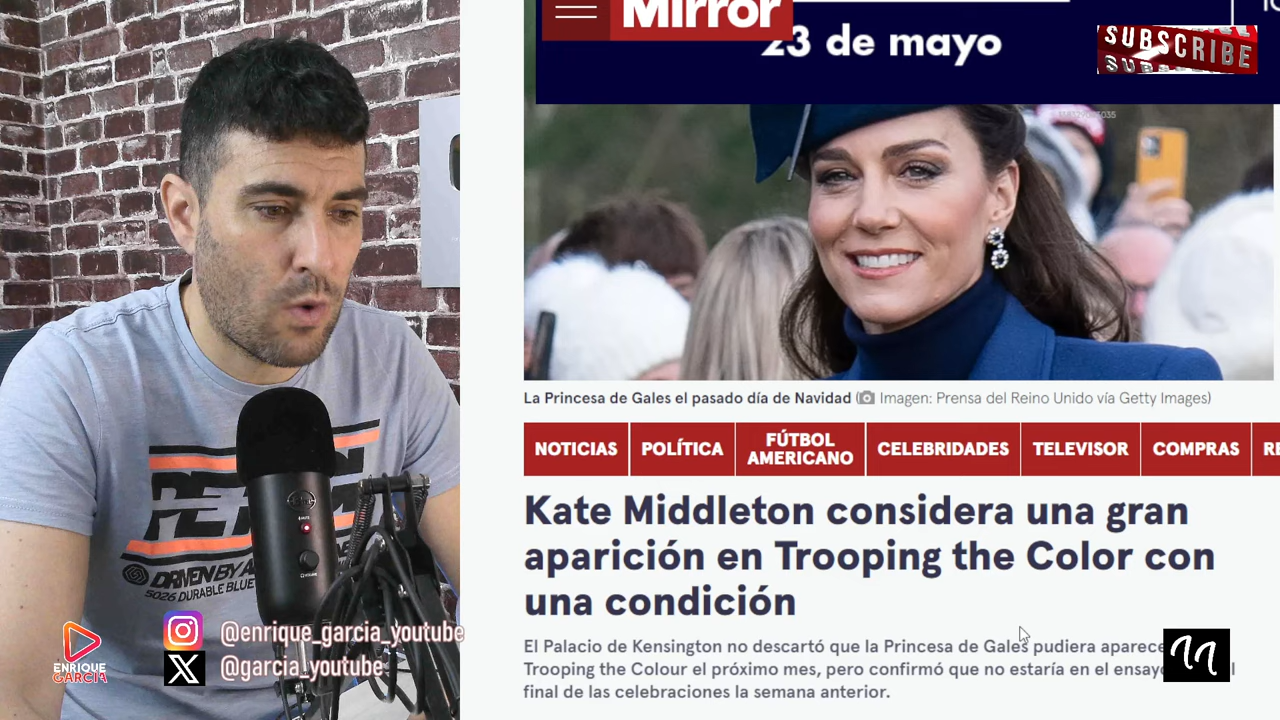 Mirror
23 de mayo
SUBSCRIBE
La Princesa de Gales el pasado día de Navidad ( Imagen: Prensa del Reino Unido vía Getty Images)
NOTICIAS
POLÍTICA
FÚTBOL
AMERICANO
CELEBRIDADES
TELEVISOR
COMPRAS
Kate Middleton considera una gran
aparición en Trooping the Color con
una condición
El Palacio de Kensington no descartó que la Princesa de Gales pudiera
Trooping the Colour el próximo mes, pero confirmó que no estaría en el
final de las celebraciones la semana anterior.
DRIVEN BY
5026 DURABLE BLUE
@enrique_garcia_youtube
@garcia_youtube
ENRIQUE
GARCIA